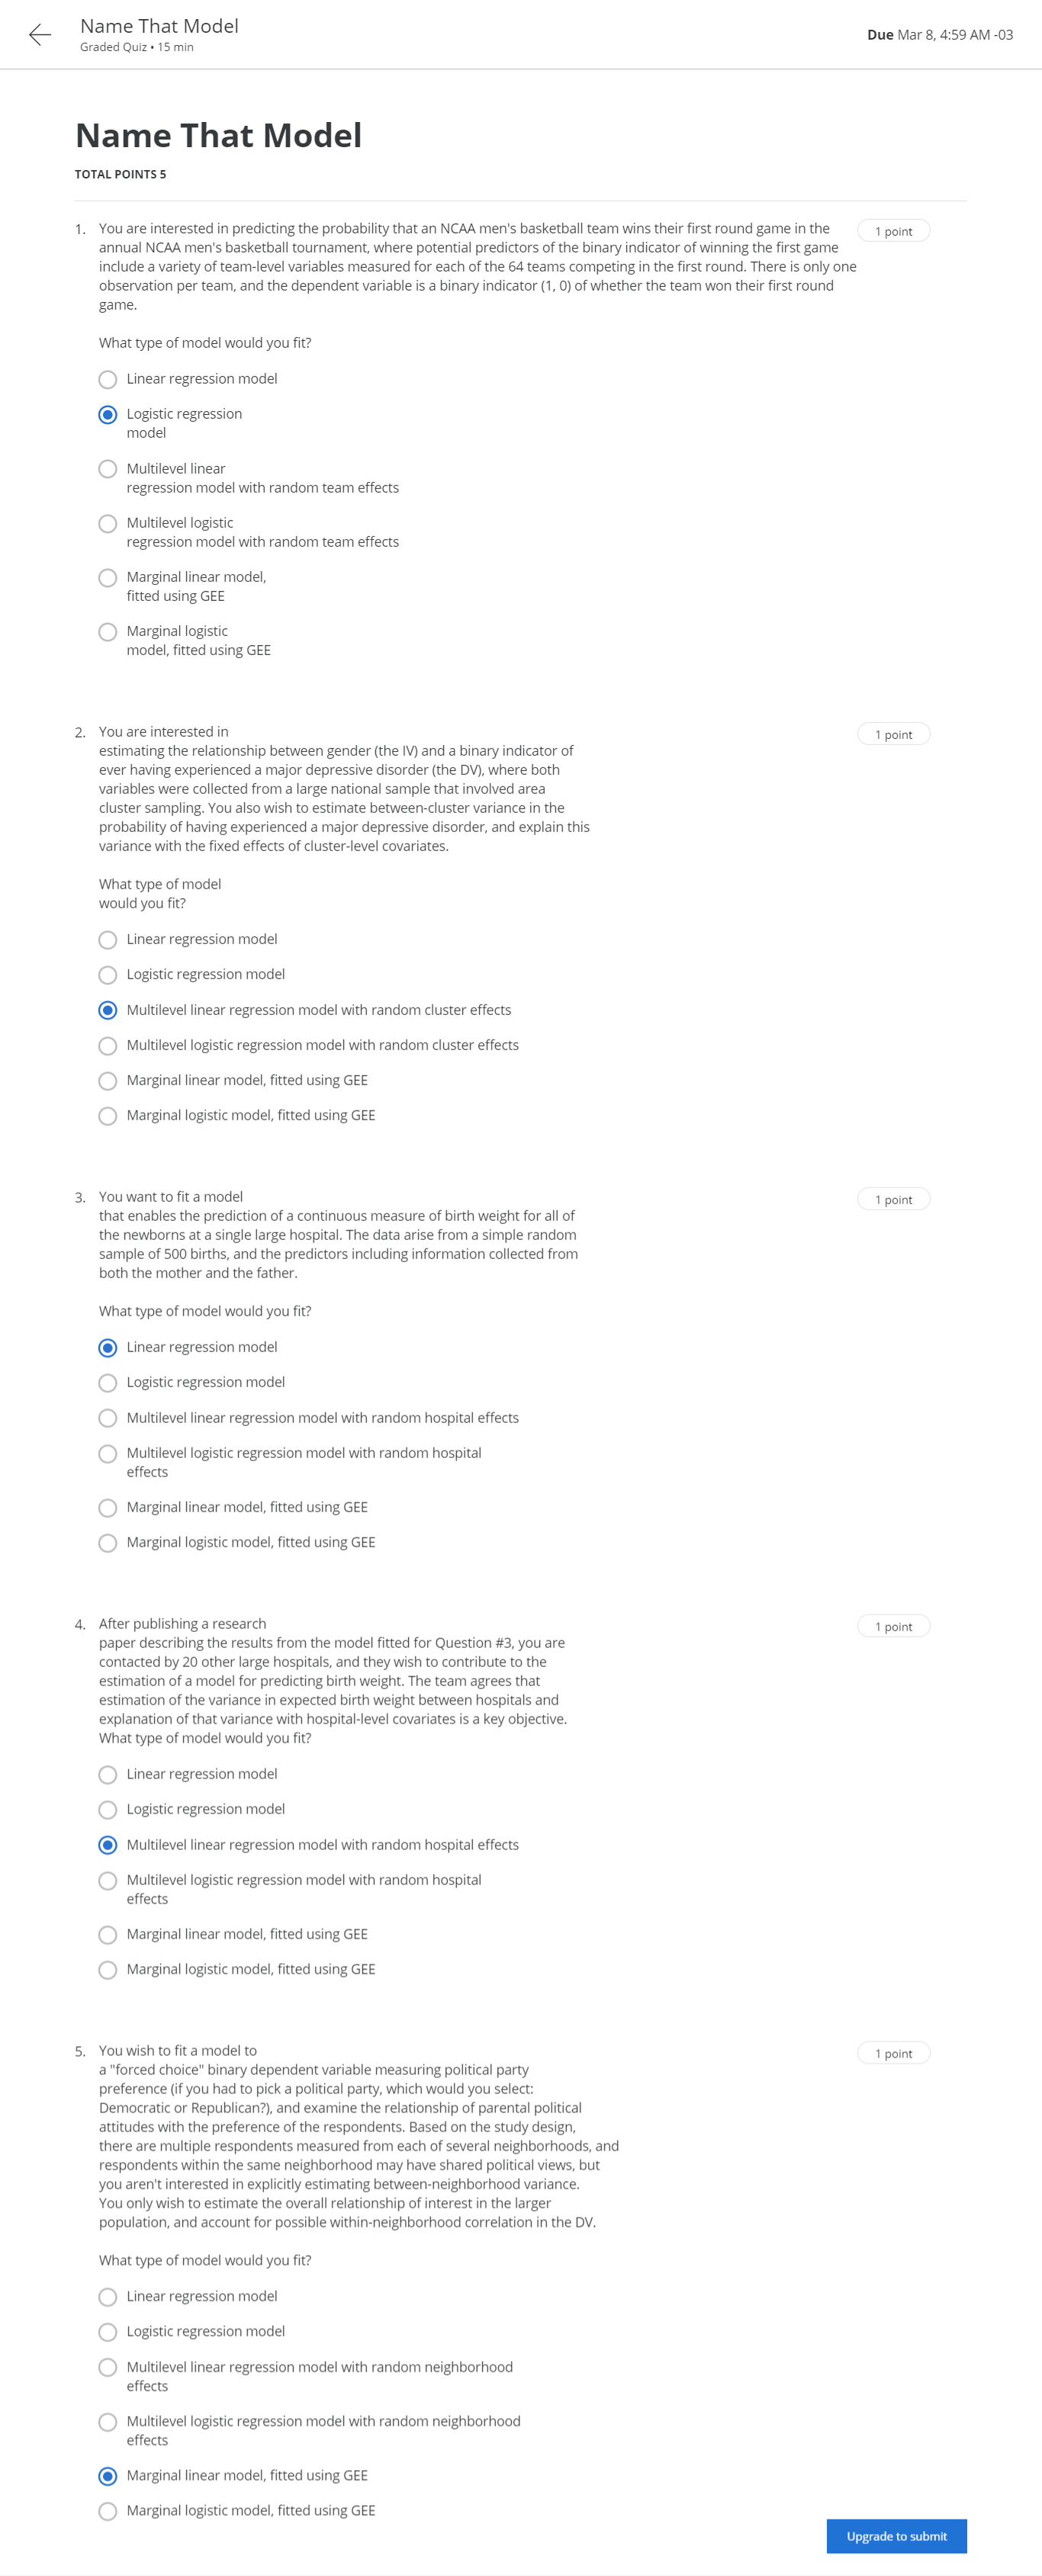 Name That Model
Graded Quiz • 15 min
Due Mar 8, 4:59 AM -03
Name That Model
TOTAL POINTS 5
1. You are interested in predicting the probability that an NCAA men's basketball team wins their first round game in the
annual NCAA men's basketball tournament, where potential predictors of the binary indicator of winning the first game
include a variety of team-level variables measured for each of the 64 teams competing in the first round. There is only one
observation per team, and the dependent variable is a binary indicator (1, 0) of whether the team won their first round
game.
1 point
What type of model would you fit?
Linear regression model
Logistic regression
model
Multilevel linear
regression model with random team effects
Multilevel logistic
regression model with random team effects
Marginal linear model,
fitted using GEE
Marginal logistic
model, fitted using GEE
2. You are interested in
estimating the relationship between gender (the IV) and a binary indicator of
ever having experienced a major depressive disorder (the DV), where both
variables were collected from a large national sample that involved area
cluster sampling. You also wish to estimate between-cluster variance in the
probability of having experienced a major depressive disorder, and explain this
variance with the fixed effects of cluster-level covariates.
1 point
What type of model
would you fit?
Linear regression model
Logistic regression model
Multilevel linear regression model with random cluster effects
Multilevel logistic regression model with random cluster effects
Marginal linear model, fitted using GEE
Marginal logistic model, fitted using GEE
3. You want to fit a model
that enables the prediction of a continuous measure of birth weight for all of
the newborns at a single large hospital. The data arise from a simple random
sample of 500 births, and the predictors including information collected from
both the mother and the father.
1 point
What type of model would you fit?
Linear regression model
Logistic regression model
Multilevel linear regression model with random hospital effects
Multilevel logistic regression model with random hospital
effects
Marginal linear model, fitted using GEE
Marginal logistic model, fitted using GEE
4. After publishing a research
paper describing the results from the model fitted for Question #3, you are
contacted by 20 other large hospitals, and they wish to contribute to the
estimation of a model for predicting birth weight. The team agrees that
estimation of the variance in expected birth weight between hospitals and
explanation of that variance with hospital-level covariates is a key objective.
What type of model would you fit?
1 point
Linear regression model
Logistic regression model
Multilevel linear regression model with random hospital effects
Multilevel logistic regression model with random hospital
effects
Marginal linear model, fitted using GEE
Marginal logistic model, fitted using GEE
5. You wish to fit a model to
a "forced choice" binary dependent variable measuring political party
preference (if you had to pick a political party, which would you select:
Democratic or Republican?), and examine the relationship of parental political
attitudes with the preference of the respondents. Based on the study design,
there are multiple respondents measured from each of several neighborhoods, and
respondents within the same neighborhood may have shared political views, but
you aren't interested in explicitly estimating between-neighborhood variance.
You only wish to estimate the overall relationship of interest in the larger
population, and account for possible within-neighborhood correlation in the DV.
1 point
What type of model would you fit?
Linear regression model
Logistic regression model
Multilevel linear regression model with random neighborhood
effects
Multilevel logistic regression model with random neighborhood
effects
Marginal linear model, fitted using GEE
Marginal logistic model, fitted using GEE
Upgrade to submit